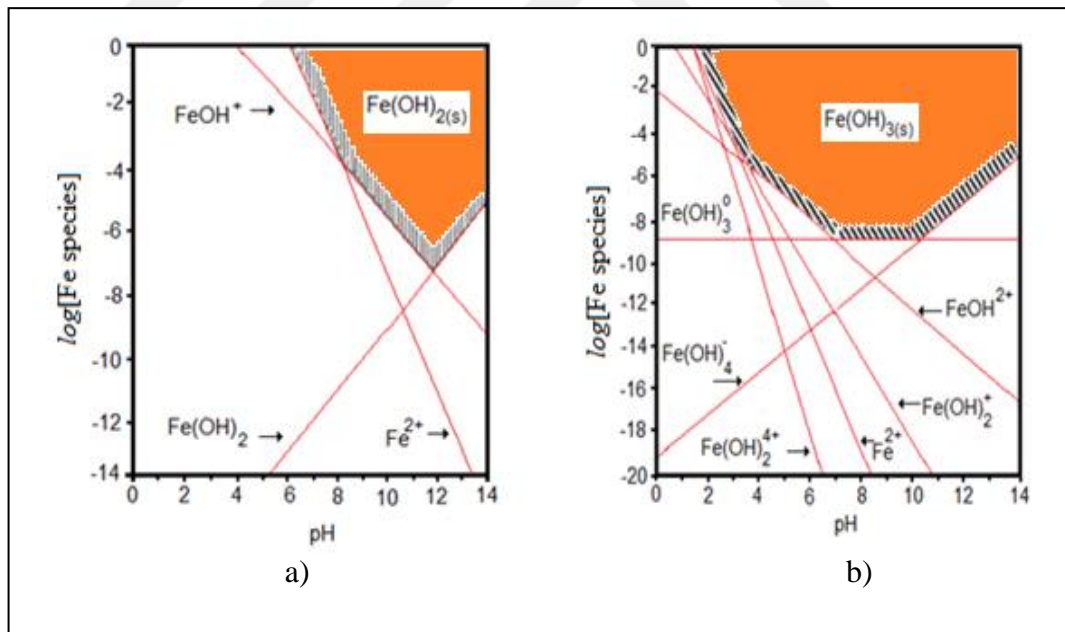 0
-2
-4
-6
-8
-10
-12
-14
log[Fe species]
FeOH⁺
Fe(OH)₂₍ₛ₎
Fe(OH)₂
Fe²⁺
0 2 4 6 8 10 12 14
pH
a)
0
-2
-4
-6
-8
-10
-12
-14
-16
-18
-20
log[Fe species]
Fe(OH)₃₍ₛ₎
Fe(OH)₃⁰
FeOH²⁺
Fe(OH)₄⁻
Fe(OH)₂⁺
Fe(OH)₂⁴⁺
Fe²⁺
0 2 4 6 8 10 12 14
pH
b)